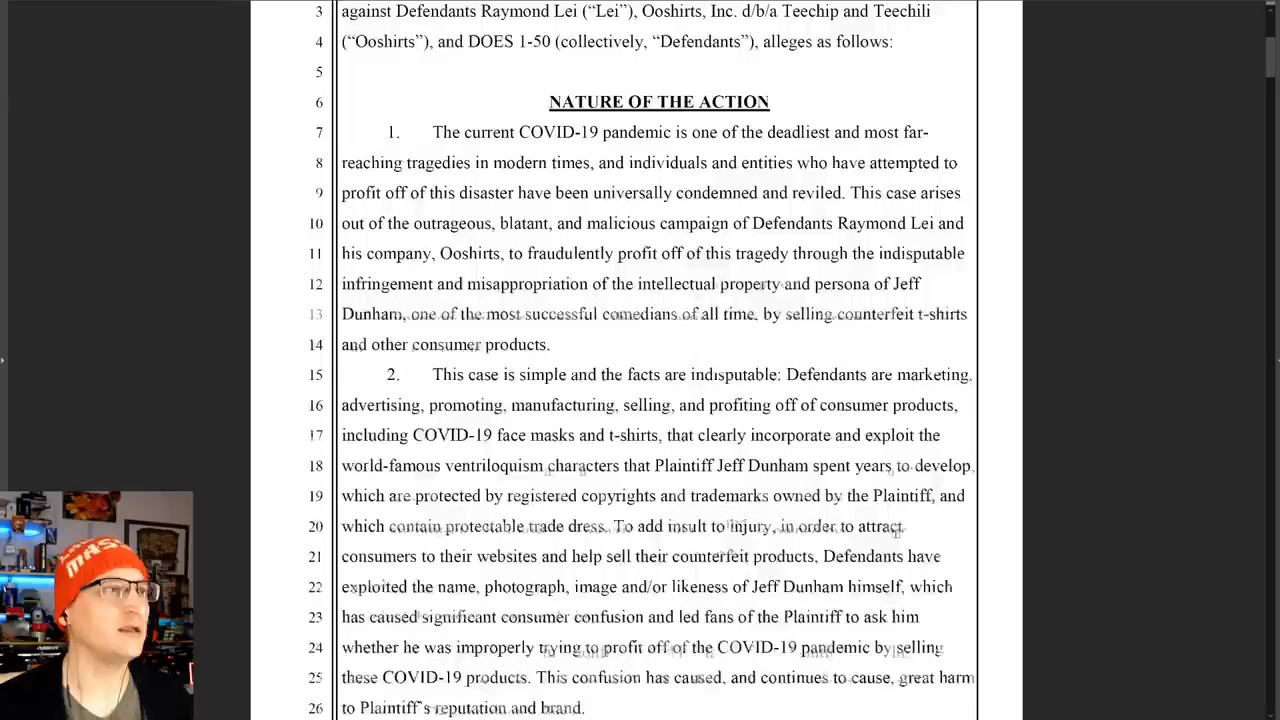 3 against Defendants Raymond Lei (“Lei”), Ooshirts, Inc. d/b/a Teechip and Teechili
4 (“Ooshirts”), and DOES 1-50 (collectively, “Defendants”), alleges as follows:
5
6 NATURE OF THE ACTION
7 1. The current COVID-19 pandemic is one of the deadliest and most far-
8 reaching tragedies in modern times, and individuals and entities who have attempted to
9 profit off of this disaster have been universally condemned and reviled. This case arises
10 out of the outrageous, blatant, and malicious campaign of Defendants Raymond Lei and
11 his company, Ooshirts, to fraudulently profit off of this tragedy through the indisputable
12 infringement and misappropriation of the intellectual property and persona of Jeff
13 Dunham, one of the most successful comedians of all time, by selling counterfeit t-shirts
14 and other consumer products.
15 2. This case is simple and the facts are indisputable: Defendants are marketing,
16 advertising, promoting, manufacturing, selling, and profiting off of consumer products,
17 including COVID-19 face masks and t-shirts, that clearly incorporate and exploit the
18 world-famous ventriloquism characters that Plaintiff Jeff Dunham spent years to develop,
19 which are protected by registered copyrights and trademarks owned by the Plaintiff, and
20 which contain protectable trade dress. To add insult to injury, in order to attract
21 consumers to their websites and help sell their counterfeit products, Defendants have
22 exploited the name, photograph, image and/or likeness of Jeff Dunham himself, which
23 has caused significant consumer confusion and led fans of the Plaintiff to ask him
24 whether he was improperly trying to profit off of the COVID-19 pandemic by selling
25 these COVID-19 products. This confusion has caused, and continues to cause, great harm
26 to Plaintiff’s reputation and brand.